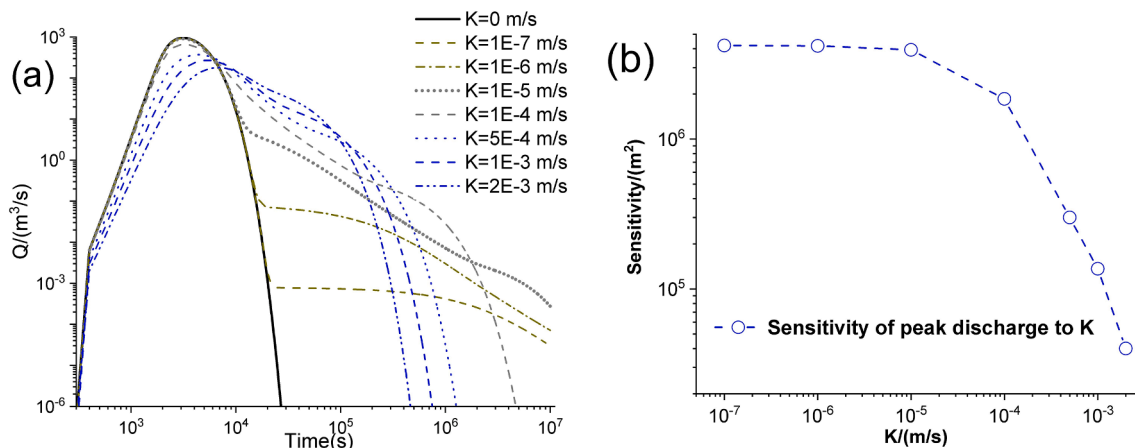 (a)
K=0 m/s
K=1E-7 m/s
K=1E-6 m/s
K=1E-5 m/s
K=1E-4 m/s
K=5E-4 m/s
K=1E-3 m/s
K=2E-3 m/s
Q/(m³/s)
10³
10⁰
10⁻³
10⁻⁶
10³ 10⁴ 10⁵ 10⁶ 10⁷
Time(s)
(b)
Sensitivity/(m²)
10⁶
10⁵
Sensitivity of peak discharge to K
10⁻⁷ 10⁻⁶ 10⁻⁵ 10⁻⁴ 10⁻³
K/(m/s)